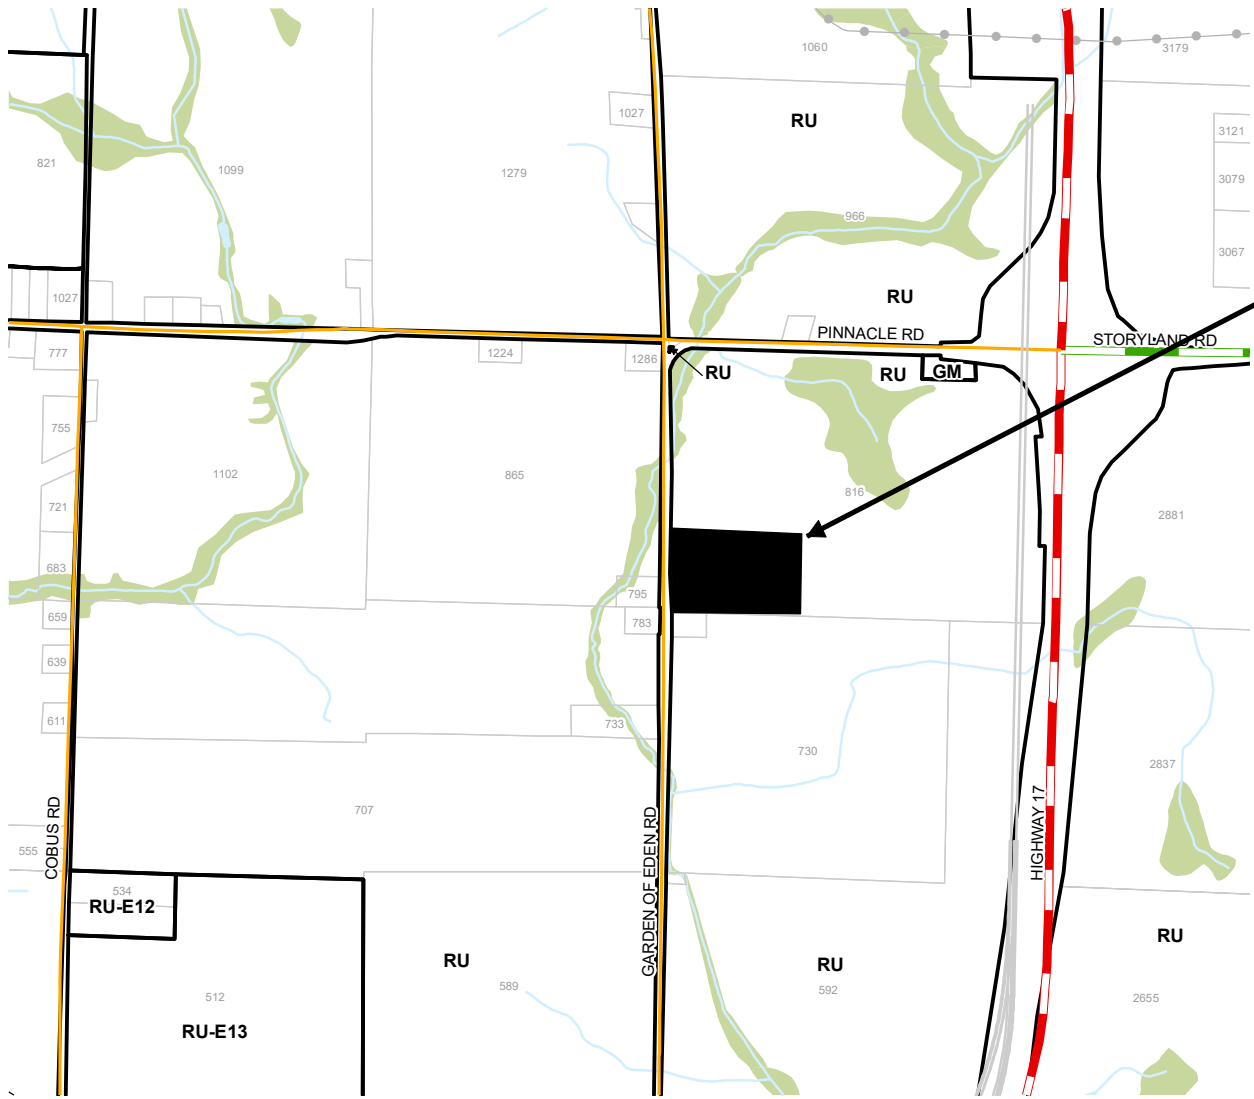 1060
3179
1027
RU
3121
821
1099
1279
3079
966
3067
1027
RU
PINNACLE RD
STORYLAND RD
777
1224
1286
RU
RU
GM
755
1102
865
816
721
2881
683
795
659
783
639
611
733
730
2837
707
COBUS RD
GARDEN OF EDEN RD
HIGHWAY 17
555
534
RU-E12
RU
RU
RU
589
592
512
2655
RU-E13